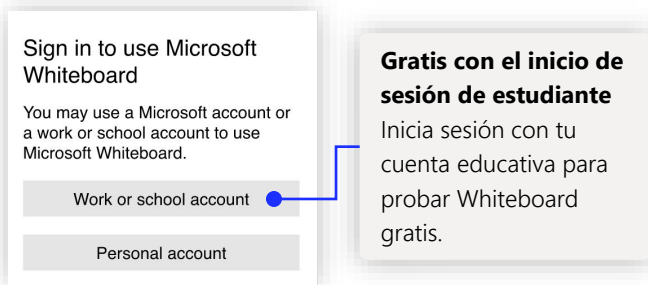 Sign in to use Microsoft
Whiteboard
You may use a Microsoft account or
a work or school account to use
Microsoft Whiteboard.
Work or school account
Personal account
Gratis con el inicio de
sesión de estudiante
Inicia sesión con tu
cuenta educativa para
probar Whiteboard
gratis.